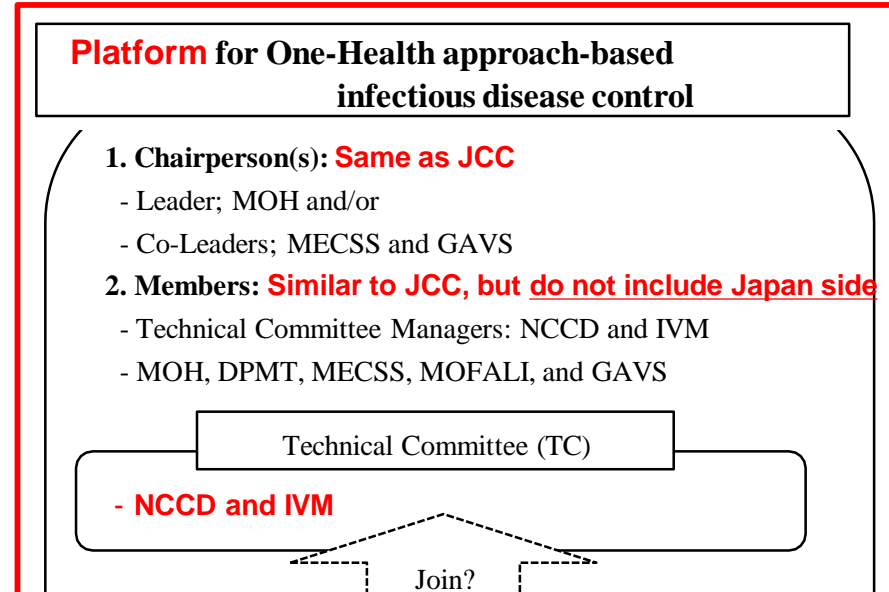 Platform for One-Health approach-based
infectious disease control
1. Chairperson(s): Same as JCC
- Leader; MOH and/or
- Co-Leaders; MECSS and GAVS
2. Members: Similar to JCC, but do not include Japan side
- Technical Committee Managers: NCCD and IVM
- MOH, DPMT, MECSS, MOFALI, and GAVS
Technical Committee (TC)
- NCCD and IVM
Join?